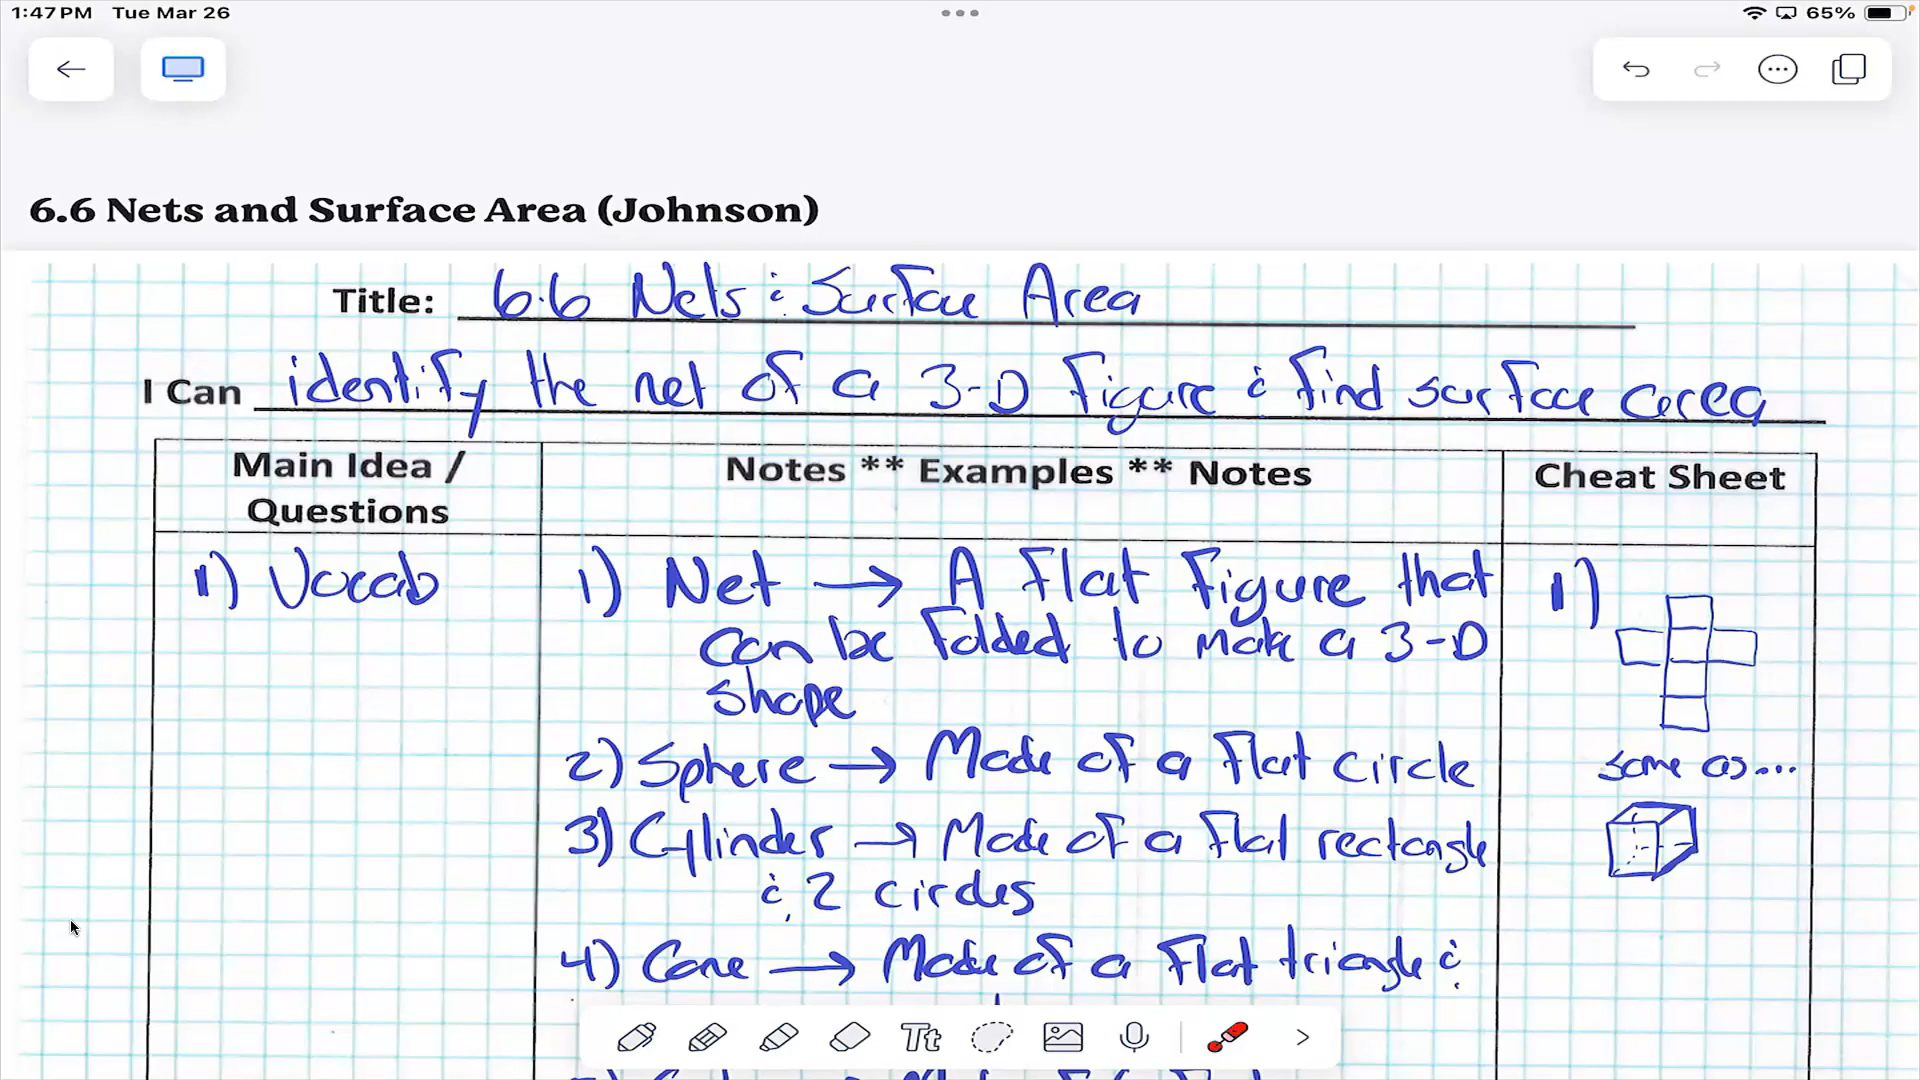 1:47 PM Tue Mar 26
65%
6.6 Nets and Surface Area (Johnson)
Title: 6.6 Nets & Surface Area
I Can identify the net of a 3-D figure & find surface area
Main Idea /
Questions
Notes ** Examples ** Notes
Cheat Sheet
1) Vocab
1) Net → A flat figure that
can be folded to make a 3-D
shape
2) Sphere → Made of a flat circle
3) Cylinder → Made of a flat rectangle
& 2 circles
4) Cone → Made of a flat triangle &
1)
same as...
Tt